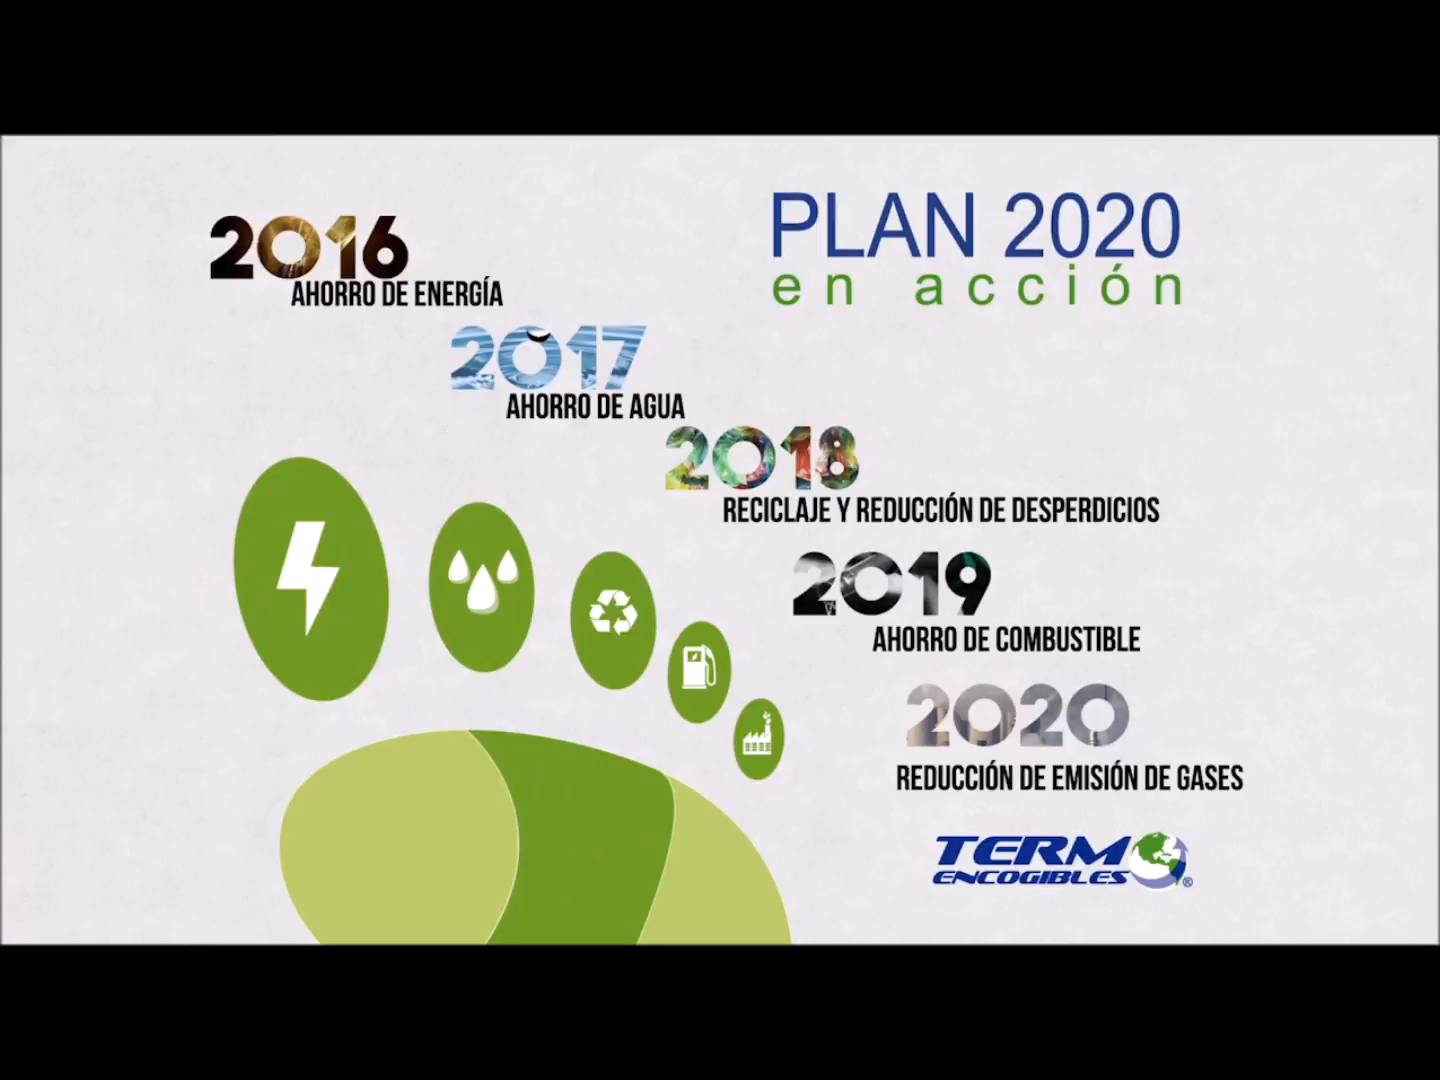 PLAN 2020
en acción
2016
AHORRO DE ENERGÍA
2017
AHORRO DE AGUA
2018
RECICLAJE Y REDUCCIÓN DE DESPERDICIOS
2019
AHORRO DE COMBUSTIBLE
2020
REDUCCIÓN DE EMISIÓN DE GASES
TERMO
ENCOGIBLES®